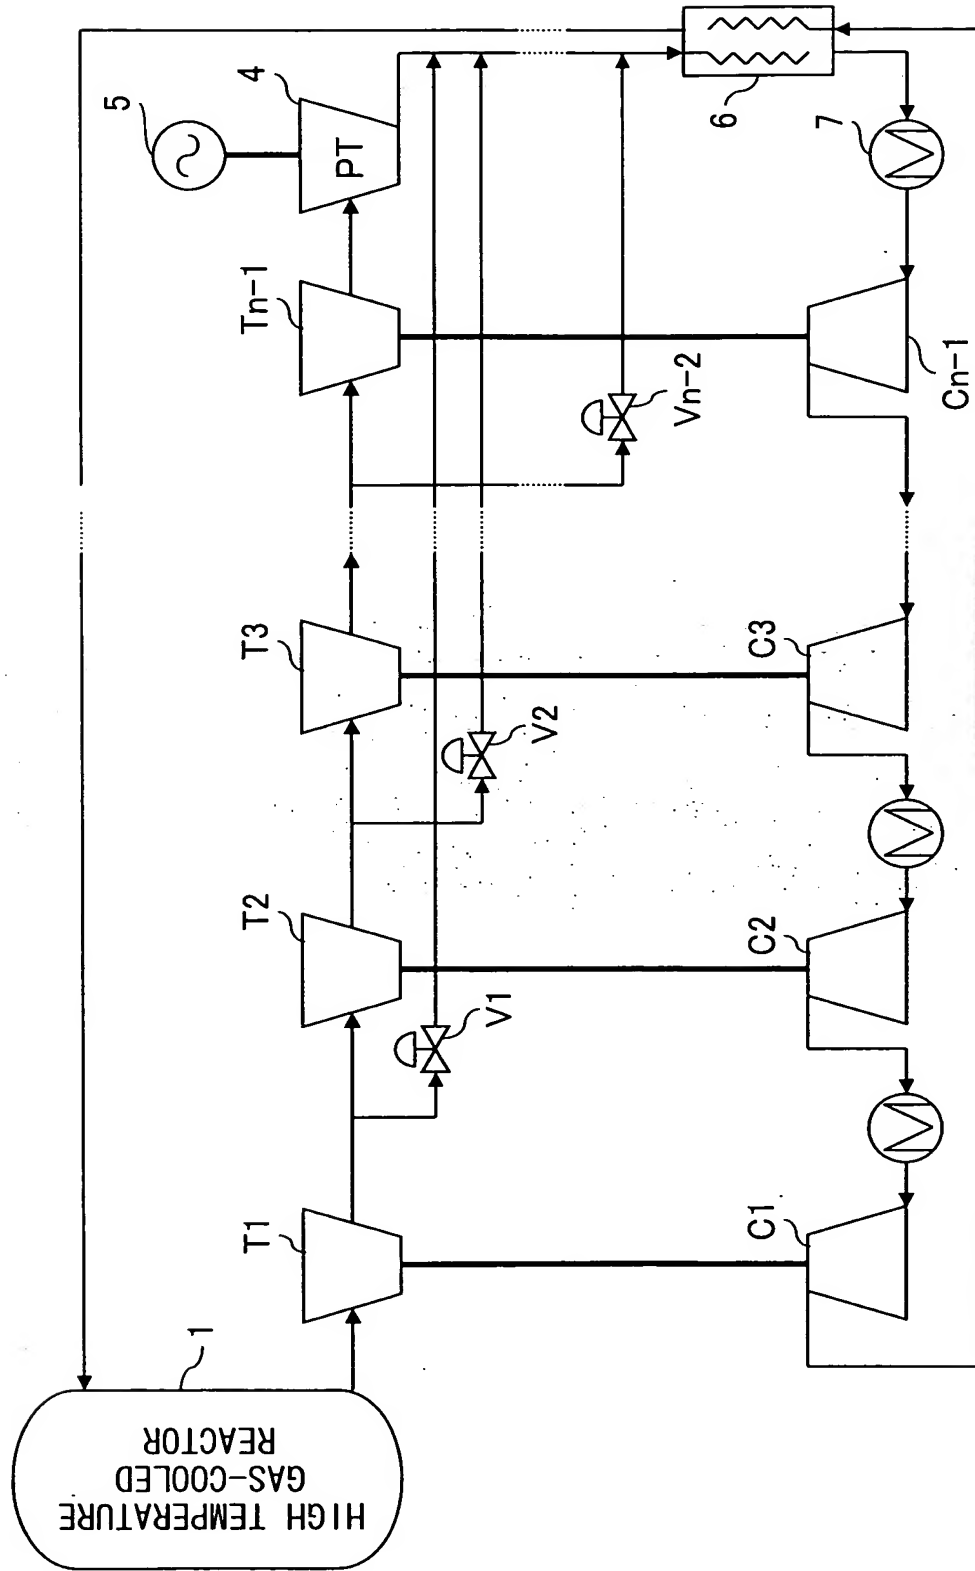 HIGH TEMPERATURE
GAS-COOLED
REACTOR
1
T1
T2
T3
Tn-1
4
PT
5
V1
V2
Vn-2
6
7
C1
C2
C3
Cn-1